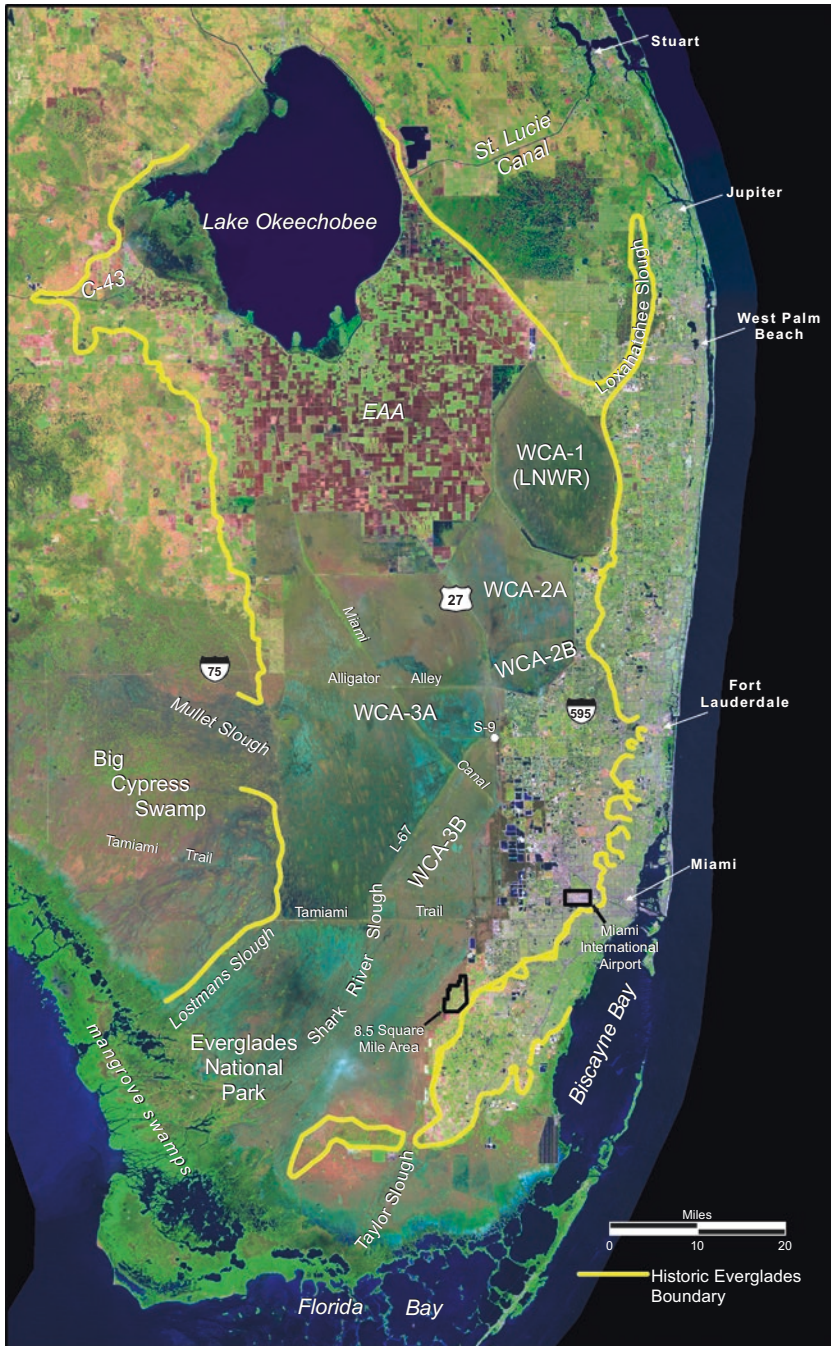 Stuart
St. Lucie
Canal
Jupiter
Lake Okeechobee
C-43
Loxaharchee Slough
West Palm
Beach
EAA
WCA-1
(LNWR)
WCA-2A
27
Miami
WCA-2B
75
Alligator Alley
Fort
Lauderdale
Mullet Slough
WCA-3A
595
S-9
Big
Cypress
Swamp
Canal
Tamiami Trail
L-67
WCA-3B
Miami
Tamiami Trail
Miami
International
Airport
Lostmans Slough
Shark River Slough
8.5 Square
Mile Area
Everglades
National
Park
Biscayne Bay
mangrove swamps
Taylor Slough
Miles
0 10 20
Florida Bay
Historic Everglades
Boundary